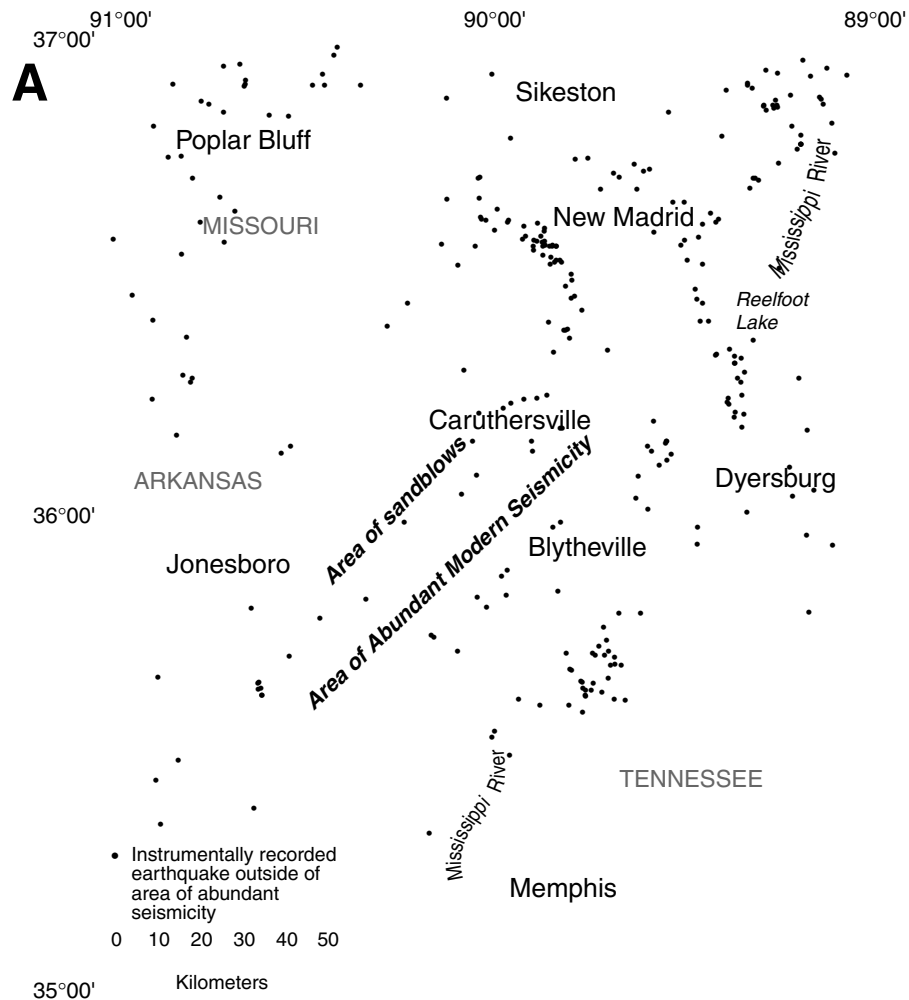 91°00'
90°00'
89°00'
37°00'
A
Sikeston
Poplar Bluff
Mississippi River
MISSOURI
New Madrid
Reelfoot
Lake
Caruthersville
Area of sandblows
Area of Abundant Modern Seismicity
ARKANSAS
Dyersburg
36°00'
Blytheville
Jonesboro
Mississippi River
TENNESSEE
Instrumentally recorded
earthquake outside of
area of abundant
seismicity
Memphis
0 10 20 30 40 50
Kilometers
35°00'